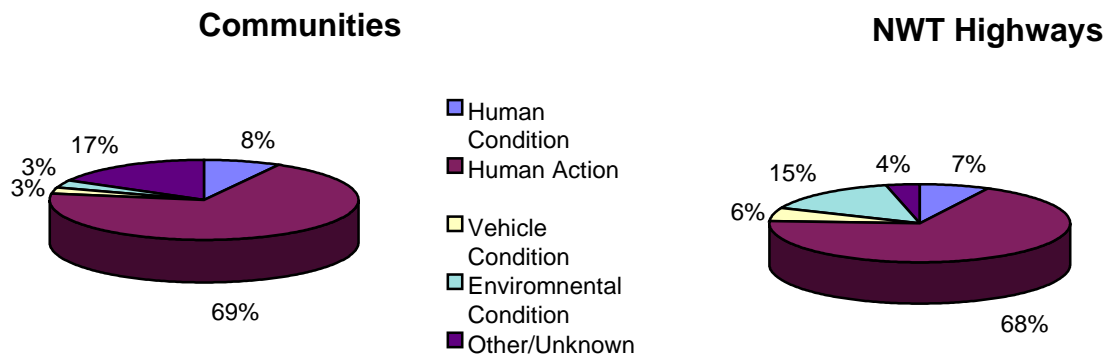 Communities
NWT Highways
17%
8%
3%
3%
69%
Human
Condition
Human Action
Vehicle
Condition
Enviromnental
Condition
Other/Unknown
15%
4%
7%
6%
68%